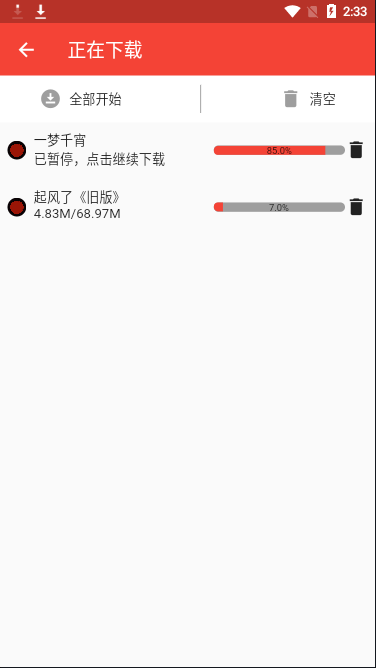 2:33
正在下载
全部开始
清空
一梦千宵
已暂停，点击继续下载
85.0%
起风了《旧版》
4.83M/68.97M
7.0%